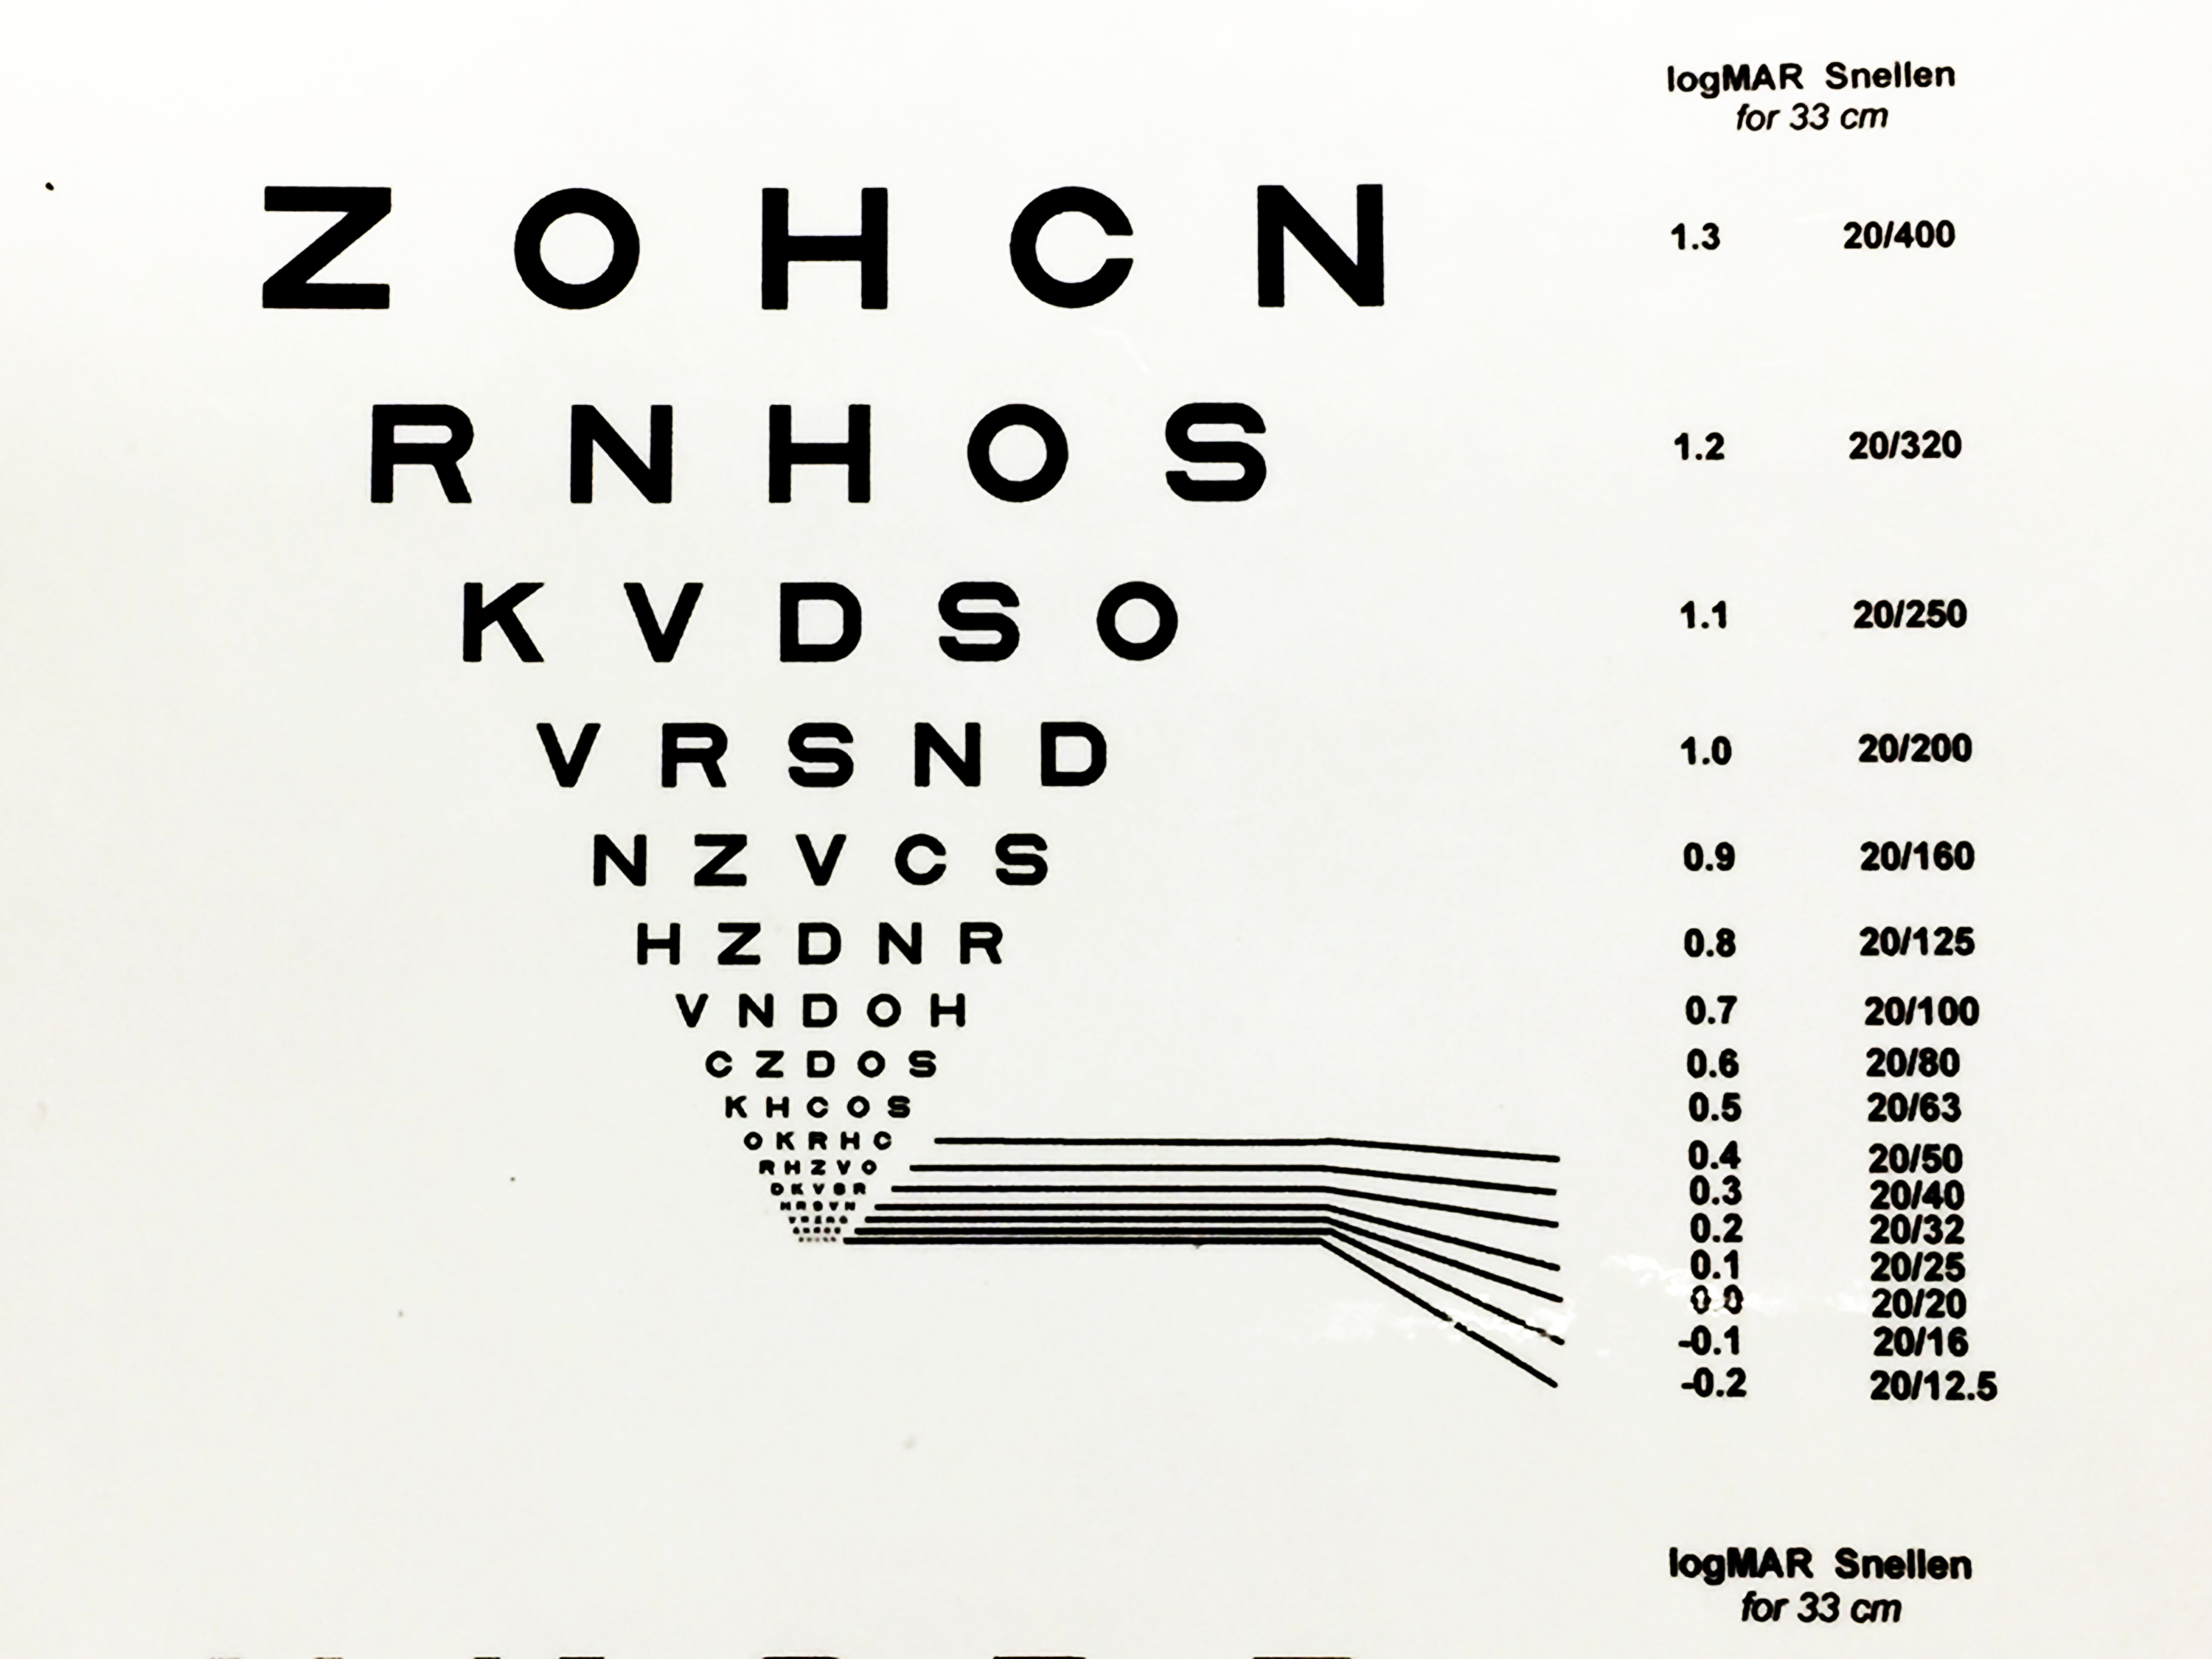 logMAR Snellen
for 33 cm
Z O H C N 1.3 20/400
R N H O S 1.2 20/320
K V D S O 1.1 20/250
V R S N D 1.0 20/200
N Z V C S 0.9 20/160
H Z D N R 0.8 20/125
V N D O H 0.7 20/100
C Z D O S 0.6 20/80
K H C O S 0.5 20/63
O K R H C 0.4 20/50
R H Z V O 0.3 20/40
D K V S R 0.2 20/32
0.1 20/25
0.0 20/20
-0.1 20/16
-0.2 20/12.5
logMAR Snellen
for 33 cm